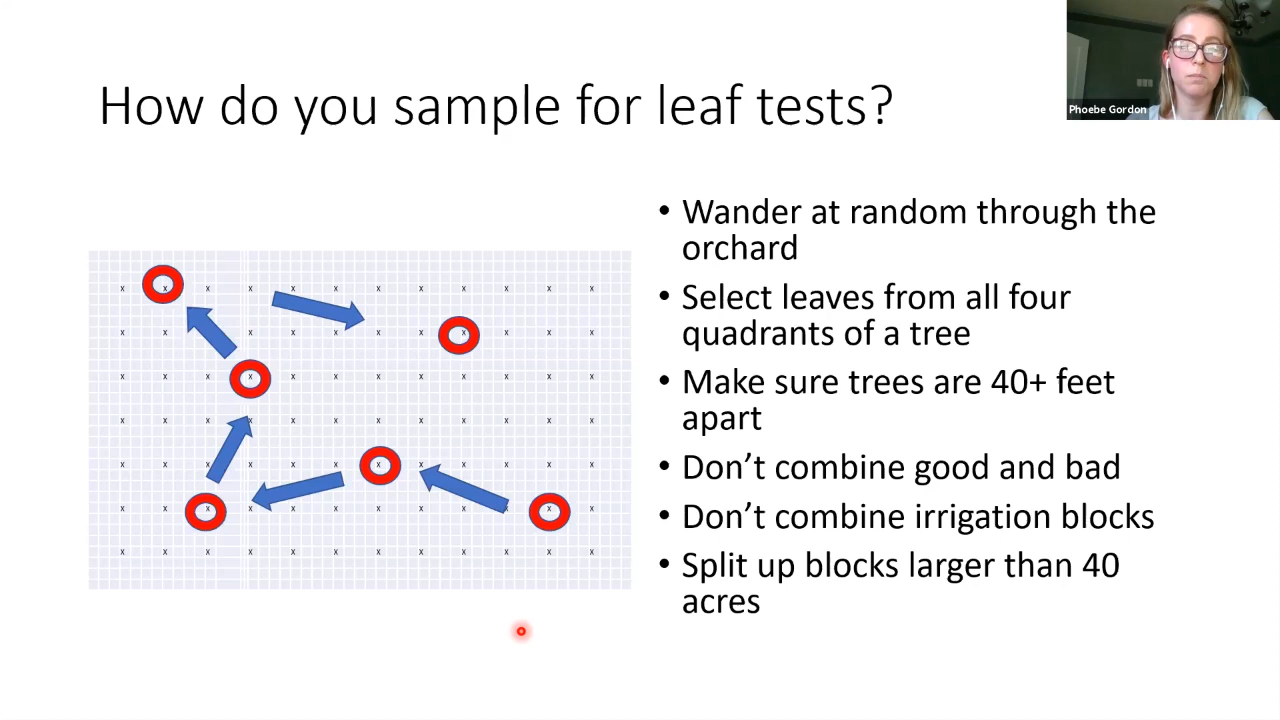 How do you sample for leaf tests?
Phoebe Gordon
• Wander at random through the
orchard
• Select leaves from all four
quadrants of a tree
• Make sure trees are 40+ feet
apart
• Don’t combine good and bad
• Don’t combine irrigation blocks
• Split up blocks larger than 40
acres